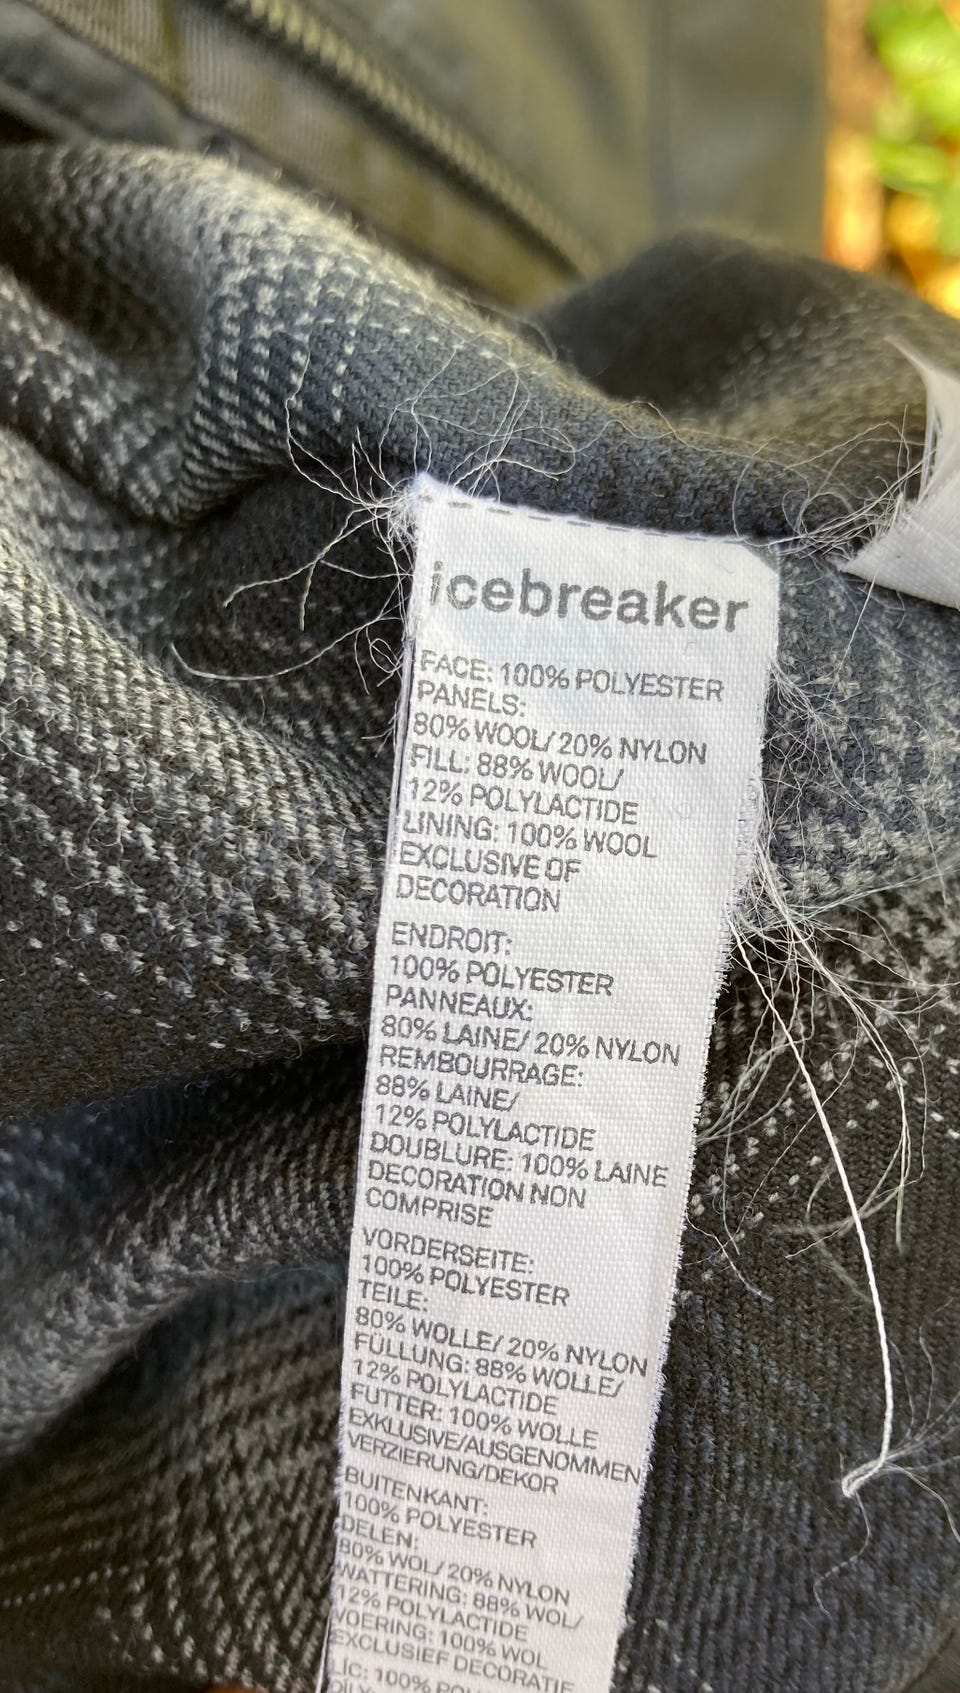 icebreaker
FACE: 100% POLYESTER
PANELS:
80% WOOL/ 20% NYLON
FILL: 88% WOOL/
12% POLYLACTIDE
LINING: 100% WOOL
EXCLUSIVE OF
DECORATION
ENDROIT:
100% POLYESTER
PANNEAUX:
80% LAINE/ 20% NYLON
REMBOURRAGE:
88% LAINE/
12% POLYLACTIDE
DOUBLURE: 100% LAINE
DECORATION NON
COMPRISE
VORDERSEITE:
100% POLYESTER
TEILE:
80% WOLLE/ 20% NYLON
FÜLLUNG: 88% WOLLE/
12% POLYLACTIDE
FUTTER: 100% WOLLE
EXKLUSIVE/AUSGENOMMEN
VERZIERUNG/DEKOR
BUITENKANT:
100% POLYESTER
DELEN:
80% WOL/ 20% NYLON
WATTERING: 88% WOL/
12% POLYLACTIDE
VOERING: 100% WOL
EXCLUSIEF DECORATIE
100%